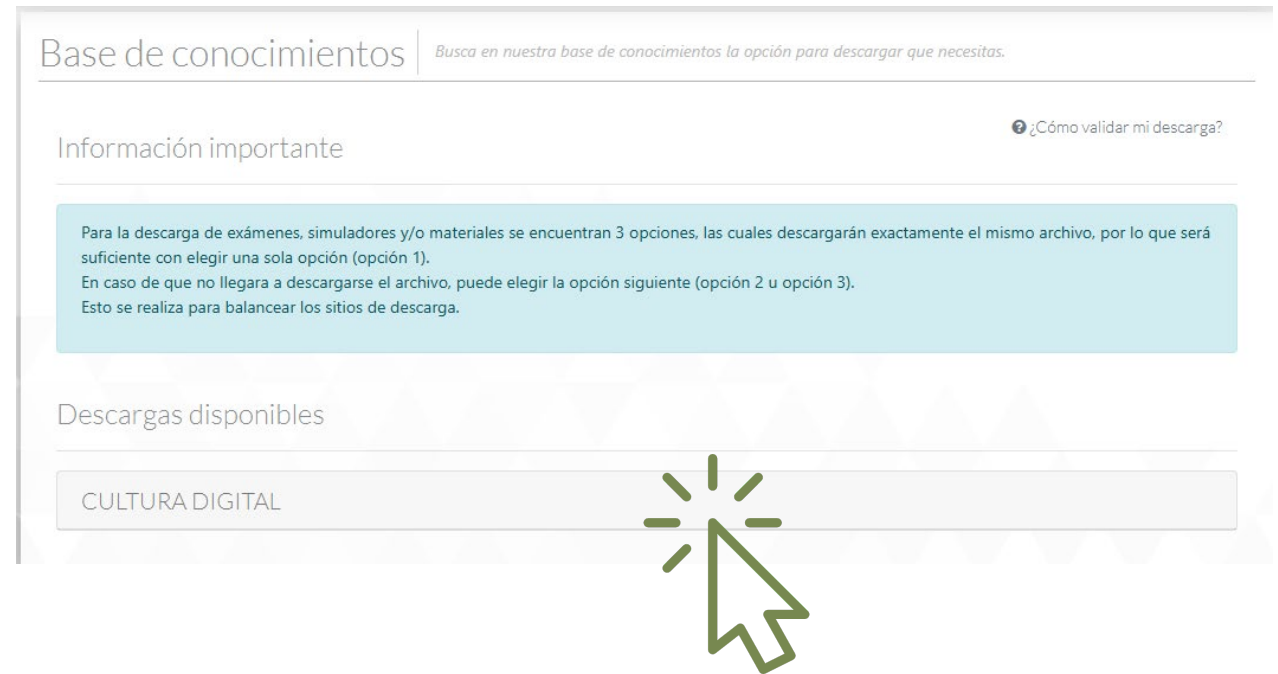 Base de conocimientos
Busca en nuestra base de conocimientos la opción para descargar que necesitas.
¿Cómo validar mi descarga?
Información importante
Para la descarga de exámenes, simuladores y/o materiales se encuentran 3 opciones, las cuales descargarán exactamente el mismo archivo, por lo que será
suficiente con elegir una sola opción (opción 1).
En caso de que no llegara a descargarse el archivo, puede elegir la opción siguiente (opción 2 u opción 3).
Esto se realiza para balancear los sitios de descarga.
Descargas disponibles
CULTURA DIGITAL